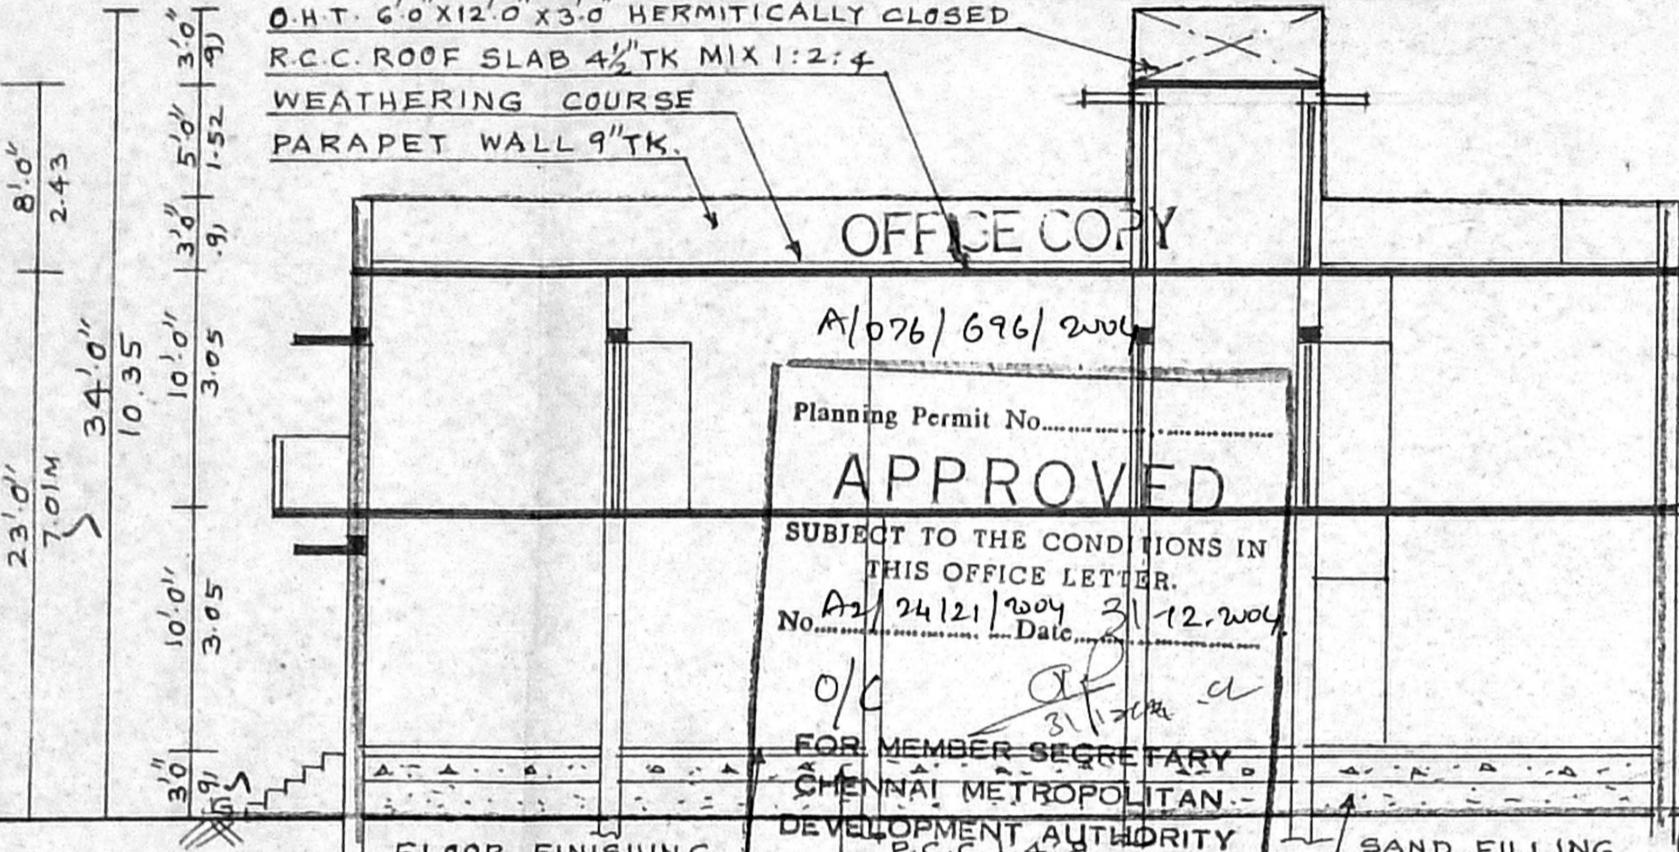 O.H.T. 6'0"X12'0"X3'0" HERMITICALLY CLOSED
R.C.C. ROOF SLAB 4½"TK MIX 1:2:4
WEATHERING COURSE
PARAPET WALL 9"TK.
3'0"
.91
5'0"
1.52
3'0"
.91
8'0"
2.43
34'0"
10.35
10'0"
3.05
23'0"
7.01M
10'0"
3.05
3'0"
.91
OFFICE COPY
A/076/696/2004
Planning Permit No.
APPROVED
SUBJECT TO THE CONDITIONS IN
THIS OFFICE LETTER.
No. A2/24121/2004 Date 31-12.2004
O/C
FOR MEMBER SECRETARY
CHENNAI METROPOLITAN
DEVELOPMENT AUTHORITY
FLOOR FINISHING
SAND FILLING